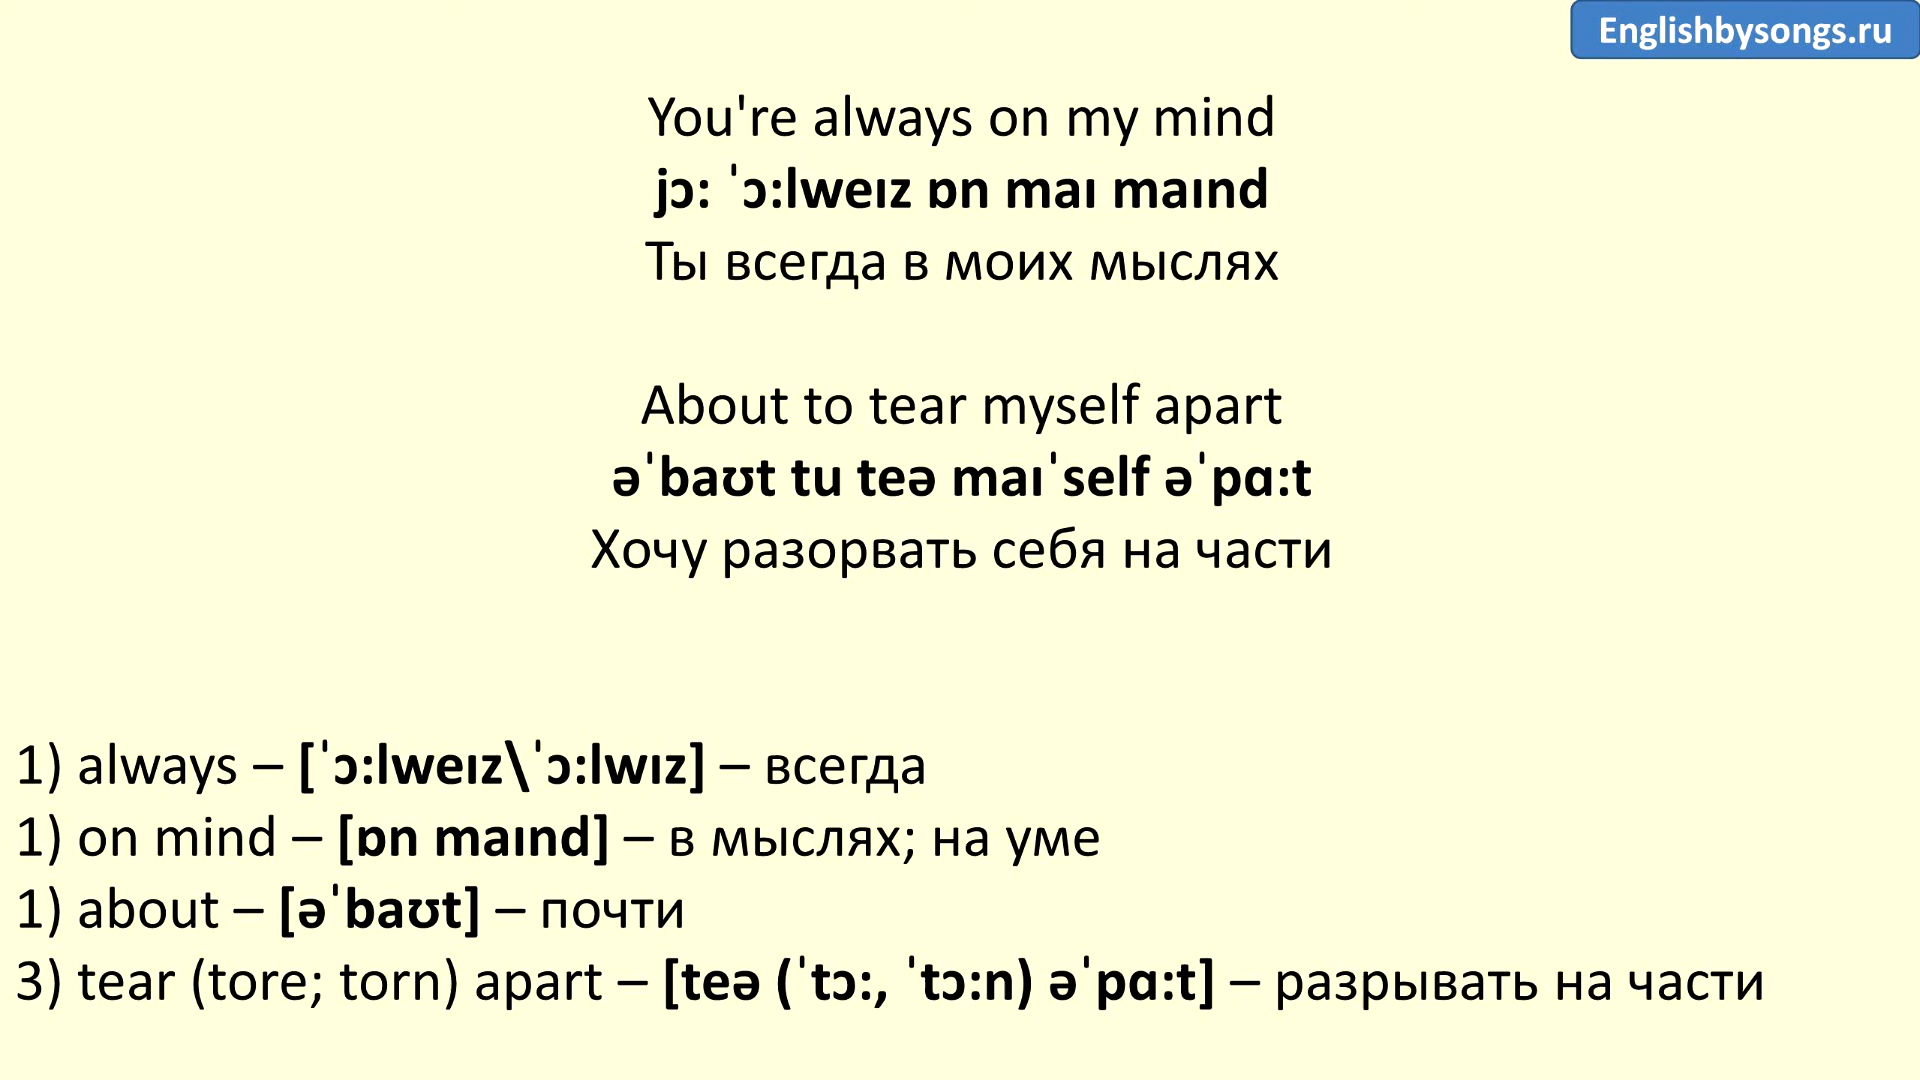 Englishbysongs.ru
You're always on my mind
jɔ: ˈɔ:lweɪz ɒn maɪ maɪnd
Ты всегда в моих мыслях
About to tear myself apart
əˈbaʊt tu teə maɪˈself əˈpɑ:t
Хочу разорвать себя на части
1) always – [ˈɔ:lweɪz\ˈɔ:lwɪz] – всегда
1) on mind – [ɒn maɪnd] – в мыслях; на уме
1) about – [əˈbaʊt] – почти
3) tear (tore; torn) apart – [teə (ˈtɔ:, ˈtɔ:n) əˈpɑ:t] – разрывать на части